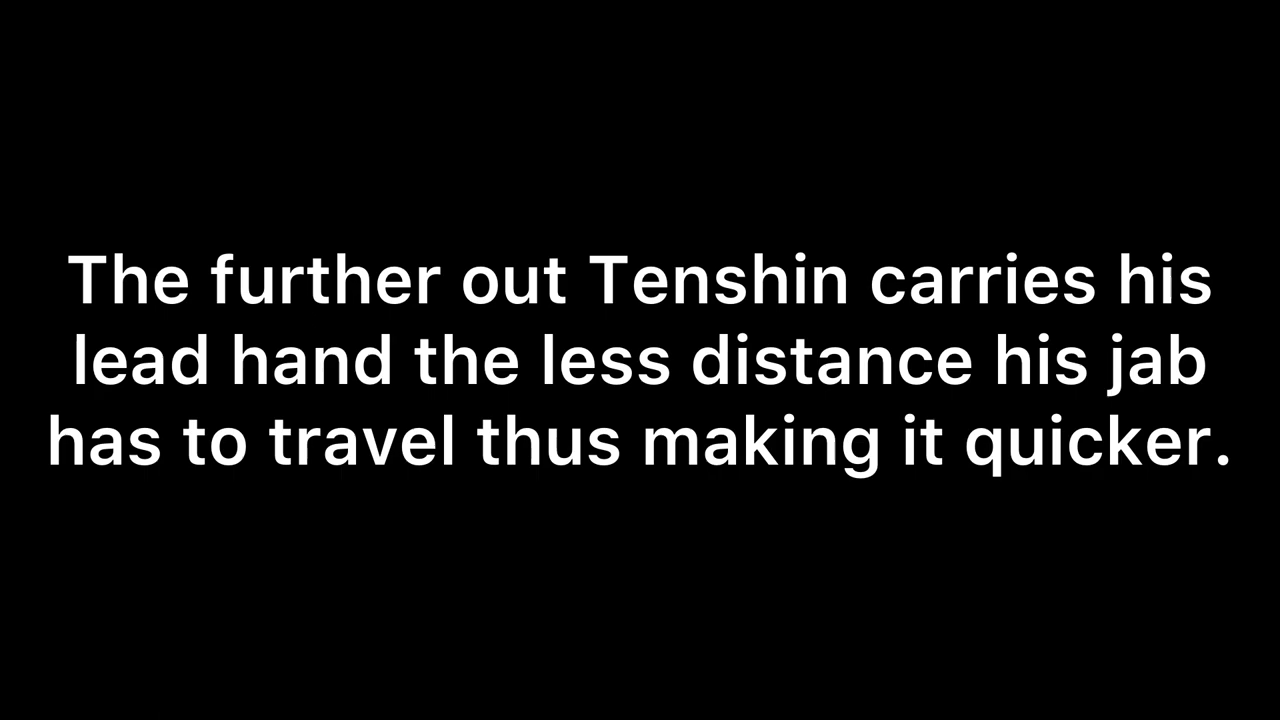 The further out Tenshin carries his
lead hand the less distance his jab
has to travel thus making it quicker.